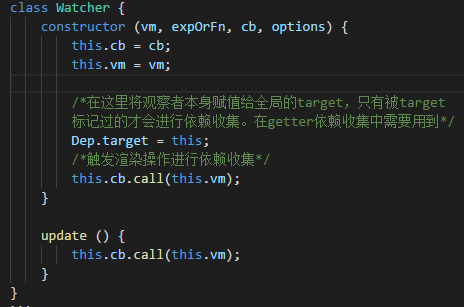 class Watcher {
    constructor (vm, expOrFn, cb, options) {
        this.cb = cb;
        this.vm = vm;

        /*在这里将观察者本身赋值给全局的target，只有被target
        标记过的才会进行依赖收集。在getter依赖收集中需要用到*/
        Dep.target = this;
        /*触发渲染操作进行依赖收集*/
        this.cb.call(this.vm);
    }

    update () {
        this.cb.call(this.vm);
    }
}